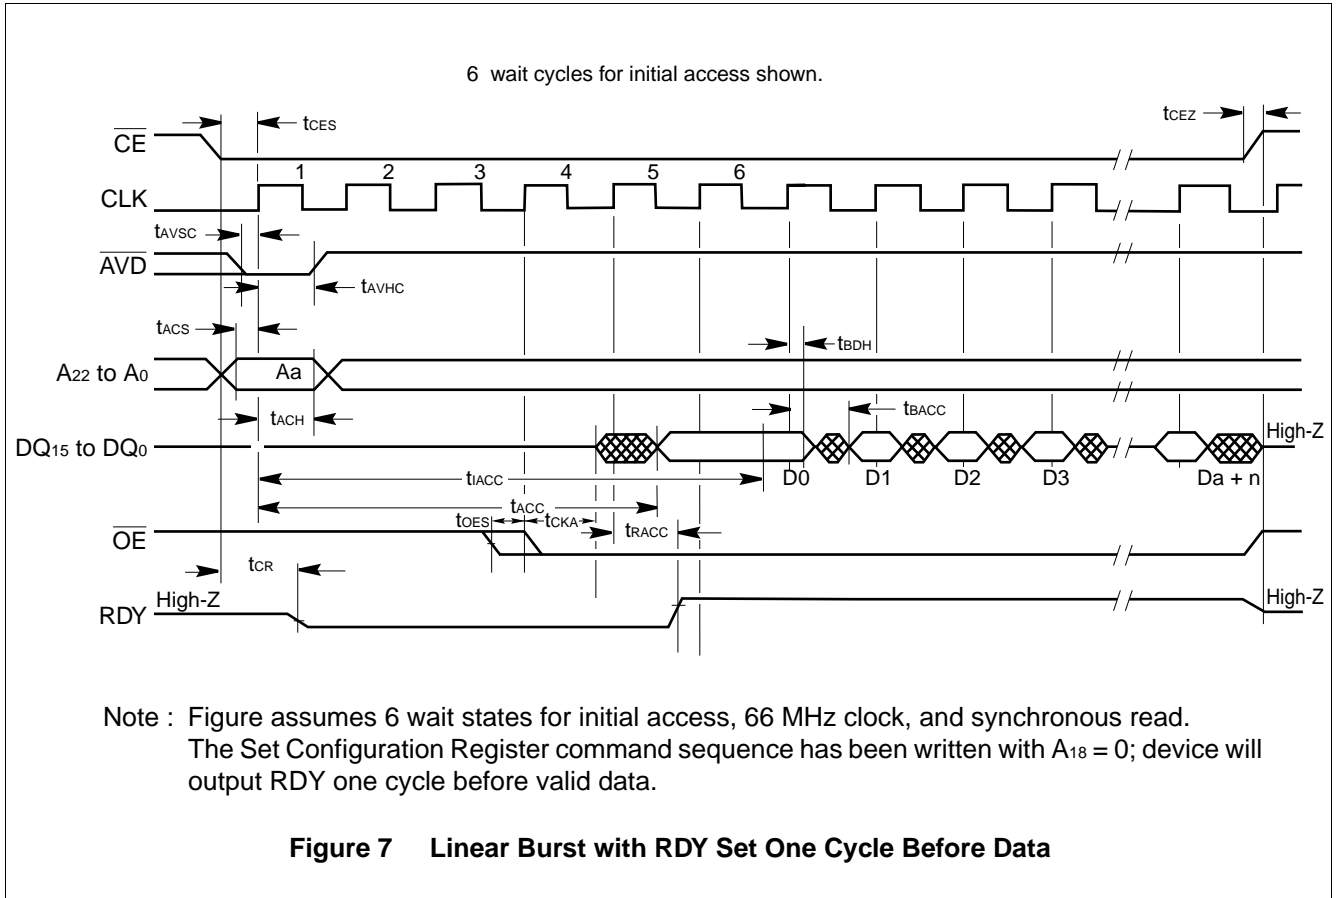 6 wait cycles for initial access shown.
tCES
tCEZ
CE
1 2 3 4 5 6
CLK
tAVSC
AVD
tAVHC
tACS
tBDH
A22 to A0
Aa
tACH
tBACC
DQ15 to DQ0
High-Z
D0 D1 D2 D3 Da + n
tIACC
tACC
tOES tCKA
tRACC
OE
tCR
High-Z
High-Z
RDY
Note : Figure assumes 6 wait states for initial access, 66 MHz clock, and synchronous read.
The Set Configuration Register command sequence has been written with A18 = 0; device will
output RDY one cycle before valid data.
Figure 7 Linear Burst with RDY Set One Cycle Before Data